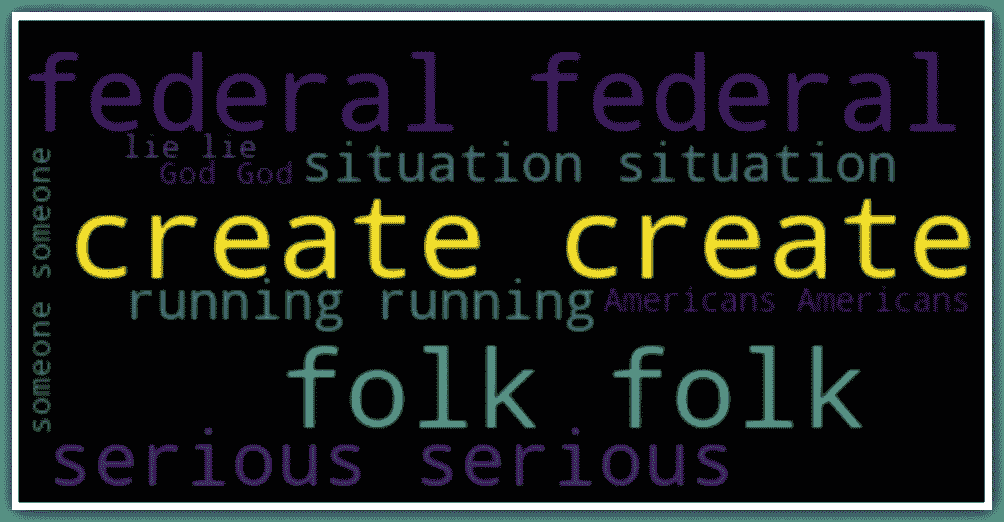 federal federal
lie lie
God God
situation situation
someone someone
create create
running running
Americans Americans
folk folk
serious serious